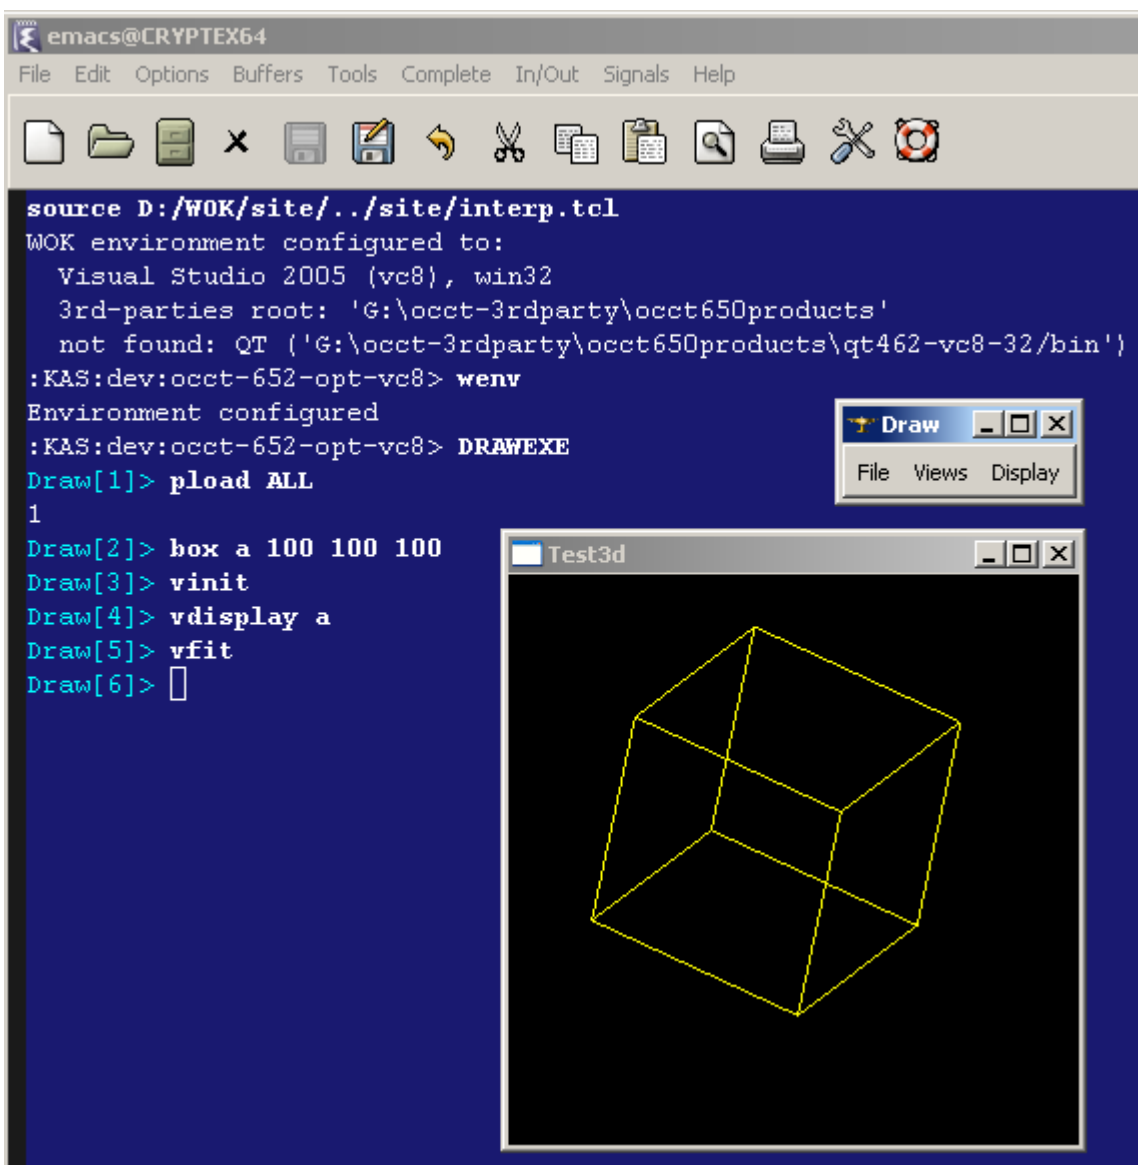 emacs@CRYPTEX64
File Edit Options Buffers Tools Complete In/Out Signals Help
source D:/WOK/site/../site/interp.tcl
WOK environment configured to:
  Visual Studio 2005 (vc8), win32
  3rd-parties root: 'G:\occt-3rdparty\occt650products'
  not found: QT ('G:\occt-3rdparty\occt650products\qt462-vc8-32/bin')
:KAS:dev:occt-652-opt-vc8> wenv
Environment configured
:KAS:dev:occt-652-opt-vc8> DRAWEXE
Draw[1]> pload ALL
1
Draw[2]> box a 100 100 100
Draw[3]> vinit
Draw[4]> vdisplay a
Draw[5]> vfit
Draw[6]>
Draw
File Views Display
Test3d